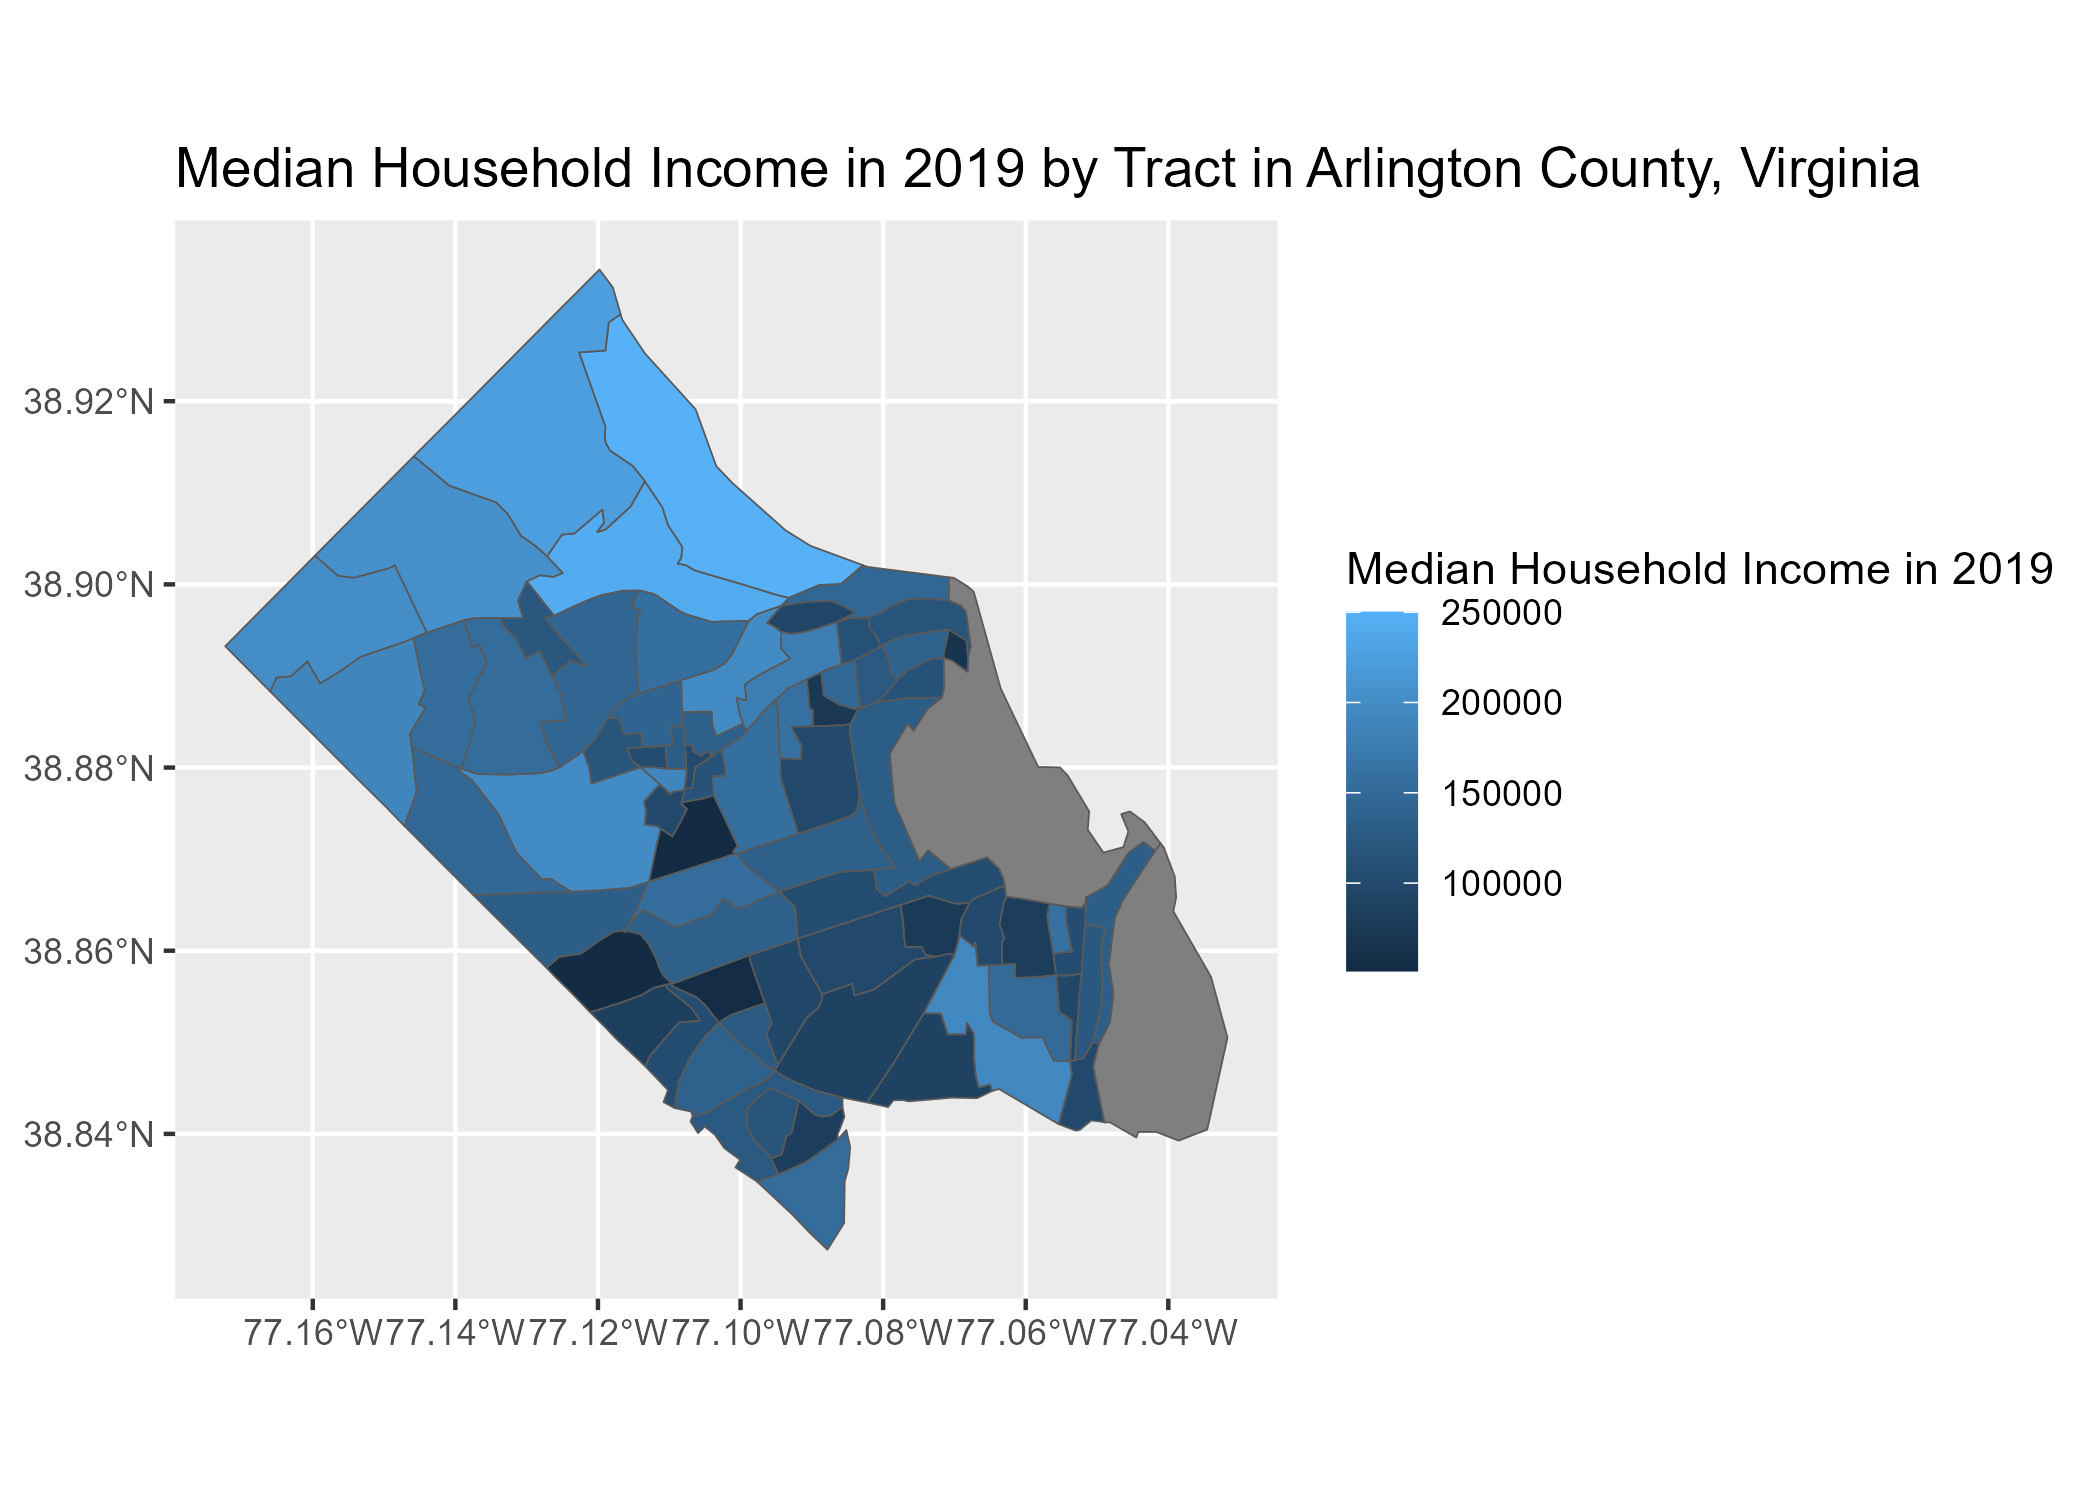 Median Household Income in 2019 by Tract in Arlington County, Virginia
38.92°N
38.90°N
38.88°N
38.86°N
38.84°N
77.16°W 77.14°W 77.12°W 77.10°W 77.08°W 77.06°W 77.04°W
Median Household Income in 2019
250000
200000
150000
100000